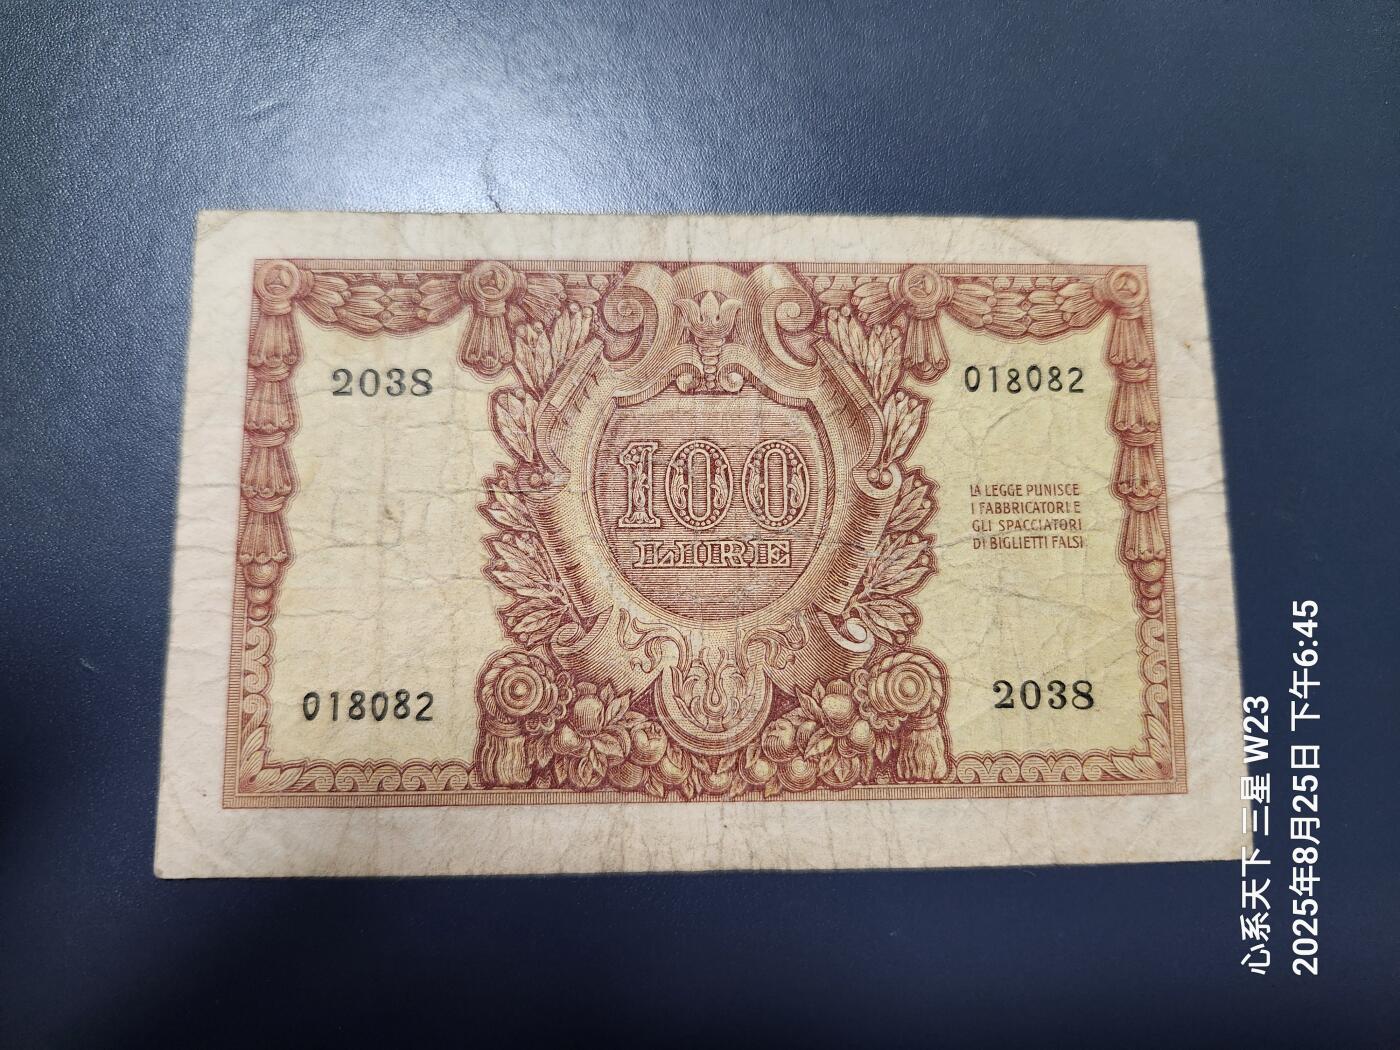 2038
018082
100
LIRE
LA LEGGE PUNISCE
I FABBRICATORI E
GLI SPACCIATORI
DI BIGLIETTI FALSI
018082
2038
心系天下 三星 W23
2025年8月25日 下午6:45